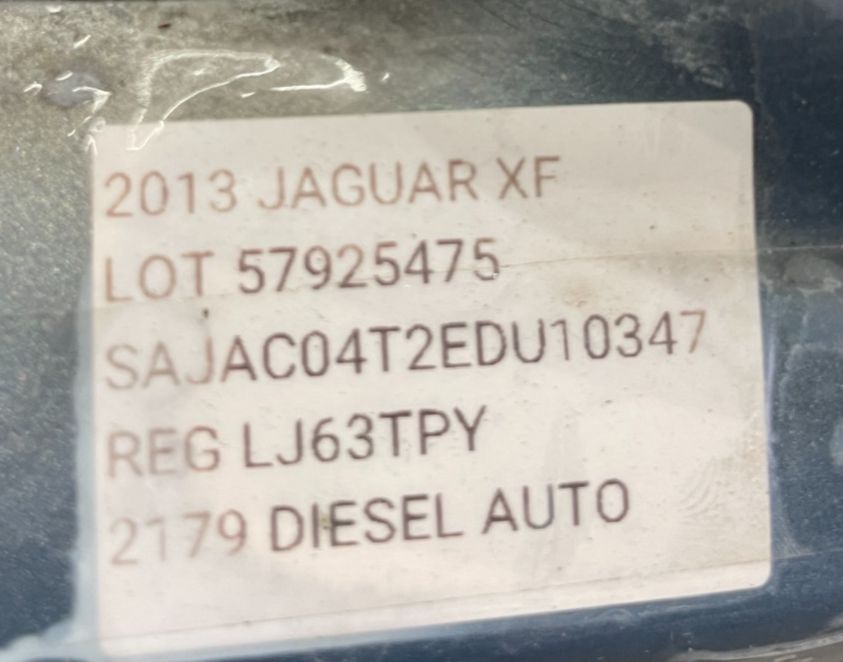 2013 JAGUAR XF
LOT 57925475
SAJAC04T2EDU10347
REG LJ63TPY
2179 DIESEL AUTO